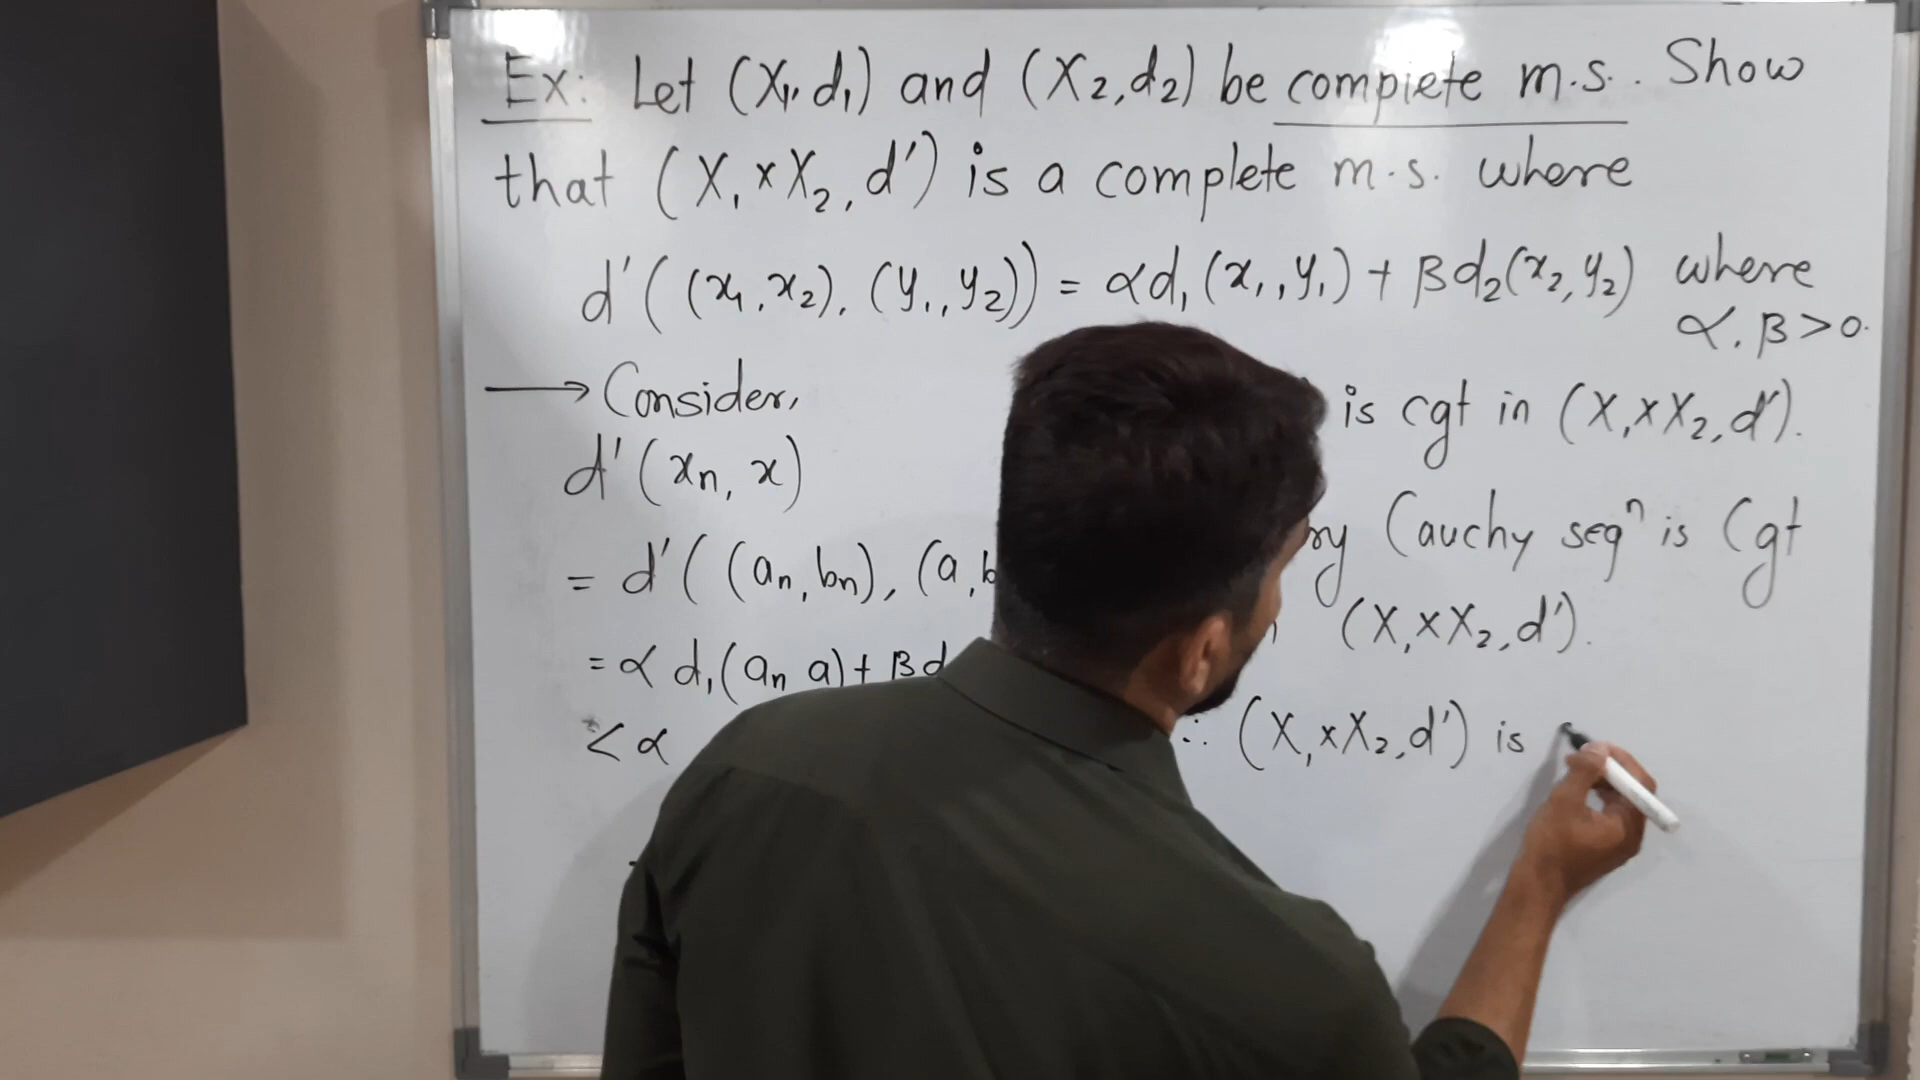 Ex: Let (X₁, d₁) and (X₂, d₂) be complete m.s. Show
that (X₁ × X₂, d') is a complete m.s. where
d'((x₁, x₂), (y₁, y₂)) = αd₁(x₁, y₁) + βd₂(x₂, y₂) where
α, β > 0.
→ Consider,
d'(xₙ, x)
= d'((aₙ, bₙ), (a, b
= α d₁(aₙ a) + β d
< α
is cgt in (X₁ × X₂, d').
Cauchy seqⁿ is Cgt
(X₁ × X₂, d').
∴ (X₁ × X₂, d') is